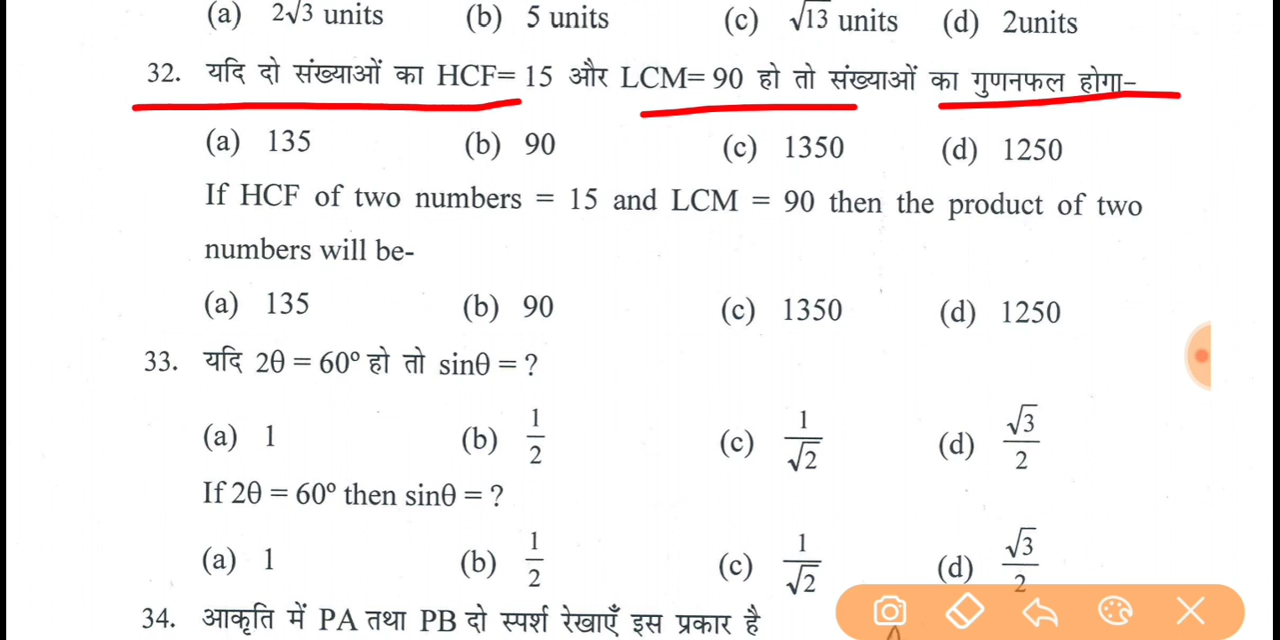 (a) 2√3 units (b) 5 units (c) √13 units (d) 2units
32. यदि दो संख्याओं का HCF= 15 और LCM= 90 हो तो संख्याओं का गुणनफल होगा-
(a) 135 (b) 90 (c) 1350 (d) 1250
If HCF of two numbers = 15 and LCM = 90 then the product of two
numbers will be-
(a) 135 (b) 90 (c) 1350 (d) 1250
33. यदि 2θ = 60º हो तो sinθ = ?
(a) 1 (b) 1/2 (c) 1/√2 (d) √3/2
If 2θ = 60º then sinθ = ?
(a) 1 (b) 1/2 (c) 1/√2 (d) √3/2
34. आकृति में PA तथा PB दो स्पर्श रेखाएँ इस प्रकार है